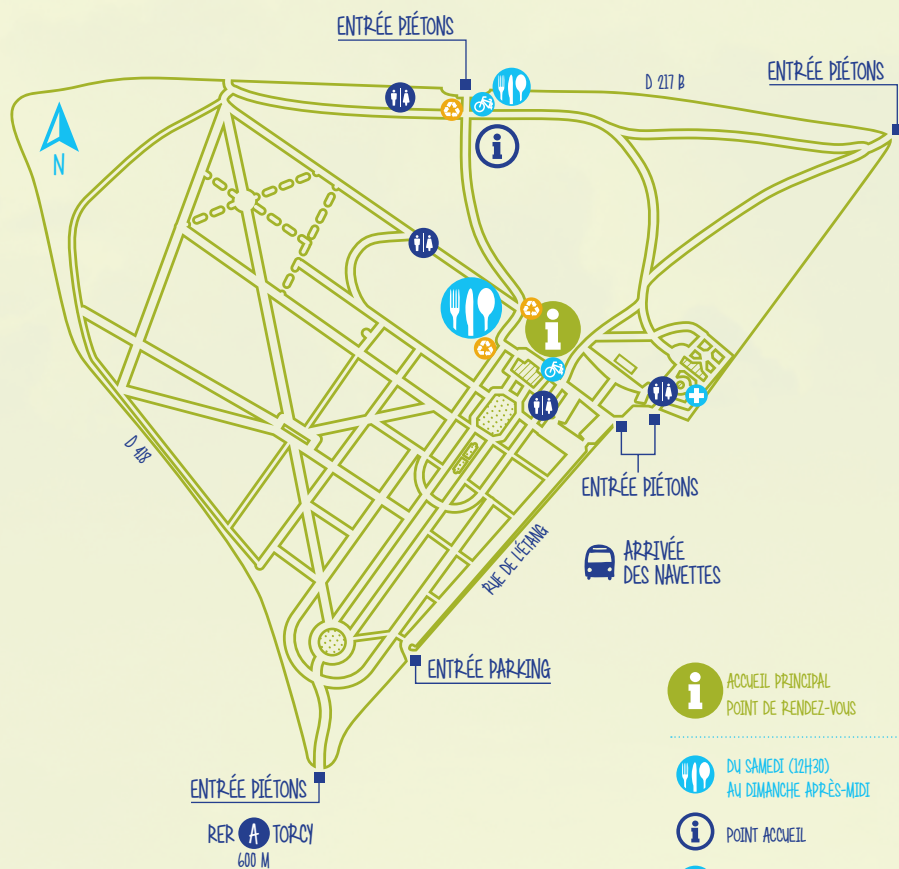 ENTRÉE PIÉTONS
D 217 B
ENTRÉE PIÉTONS
N
D 418
ENTRÉE PIÉTONS
RUE DE L'ÉTANG
ARRIVÉE
DES NAVETTES
ENTRÉE PARKING
ACCUEIL PRINCIPAL
POINT DE RENDEZ-VOUS
DU SAMEDI (12H30)
AU DIMANCHE APRÈS-MIDI
ENTRÉE PIÉTONS
POINT ACCUEIL
RER A TORCY
600 M